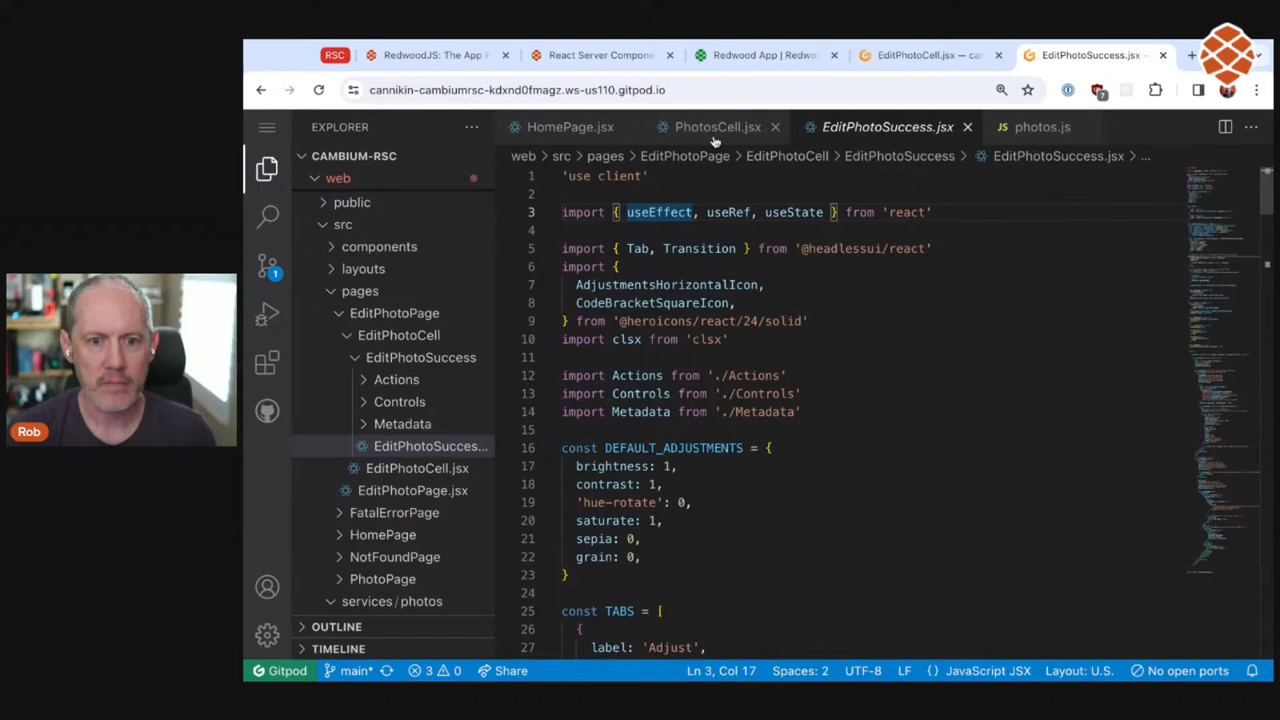 RSC
RedwoodJS: The App F
React Server Compone
Redwood App | Redwo
EditPhotoCell.jsx — ca
EditPhotoSuccess.jsx —
cannikin-cambiumrsc-kdxnd0fmagz.ws-us110.gitpod.io
7
EXPLORER
HomePage.jsx
PhotosCell.jsx
EditPhotoSuccess.jsx
JS photos.js
web > src > pages > EditPhotoPage > EditPhotoCell > EditPhotoSuccess > EditPhotoSuccess.jsx > ...
CAMBIUM-RSC
web
public
src
components
layouts
pages
EditPhotoPage
EditPhotoCell
EditPhotoSuccess
Actions
Controls
Metadata
EditPhotoSucces...
EditPhotoCell.jsx
EditPhotoPage.jsx
FatalErrorPage
HomePage
NotFoundPage
PhotoPage
services/photos
OUTLINE
TIMELINE
1
1 'use client'
2
3 import { useEffect, useRef, useState } from 'react'
4
5 import { Tab, Transition } from '@headlessui/react'
6 import {
7 AdjustmentsHorizontalIcon,
8 CodeBracketSquareIcon,
9 } from '@heroicons/react/24/solid'
10 import clsx from 'clsx'
11
12 import Actions from './Actions'
13 import Controls from './Controls'
14 import Metadata from './Metadata'
15
16 const DEFAULT_ADJUSTMENTS = {
17 brightness: 1,
18 contrast: 1,
19 'hue-rotate': 0,
20 saturate: 1,
21 sepia: 0,
22 grain: 0,
23 }
24
25 const TABS = [
26 {
27 label: 'Adjust',
Rob
Gitpod main* 3 0 Share Ln 3, Col 17 Spaces: 2 UTF-8 LF {} JavaScript JSX Layout: U.S. No open ports